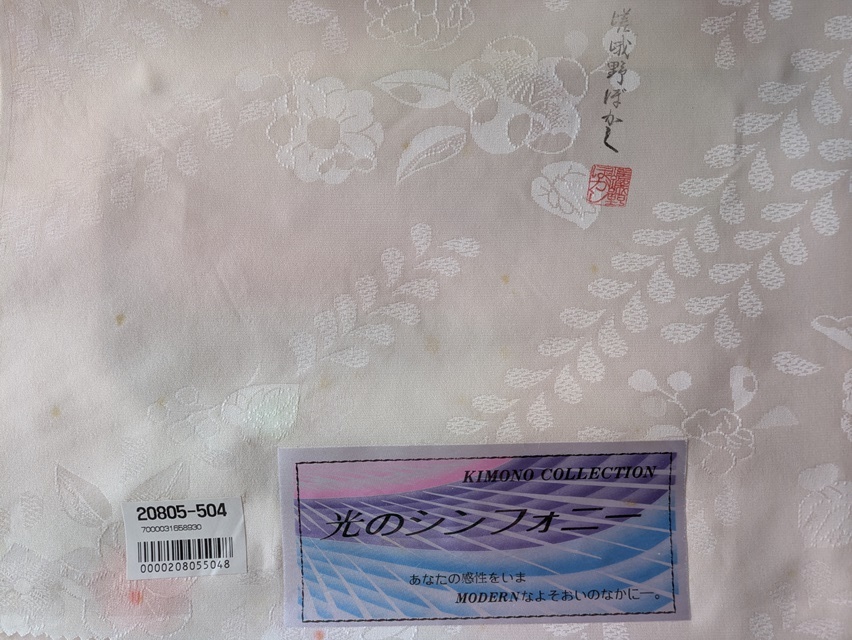 嵯峨野ぼかし
KIMONO COLLECTION
光のシンフォニー
あなたの感性をいま
MODERNなよそおいのなかに—。
20805-504
7000031658930
0000208055048